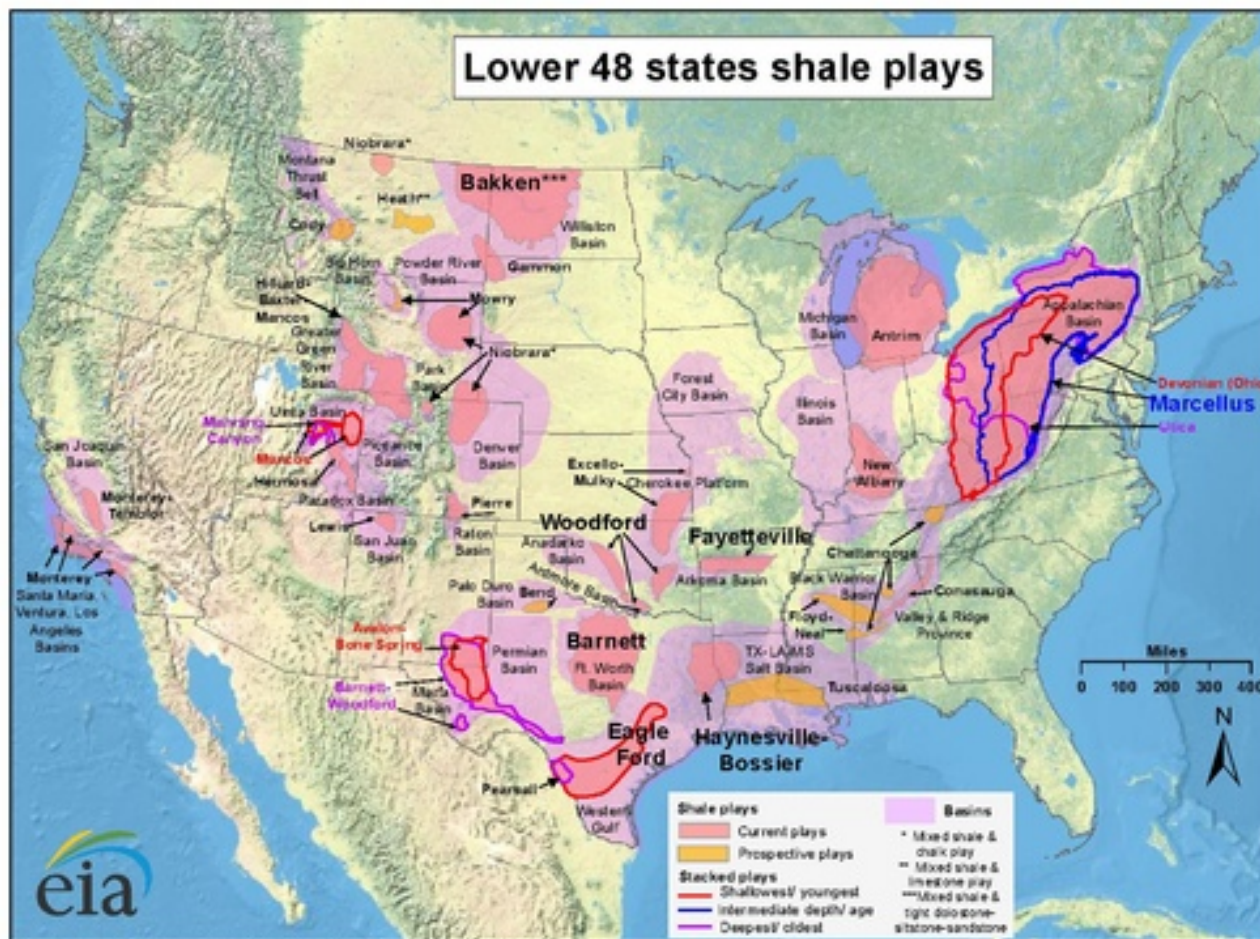 Lower 48 states shale plays
Niobrara*
Montana
Thrust
Belt
Bakken***
Heath**
Williston
Basin
Cody
Big Horn
Basin
Powder River
Basin
Gammon
Hilliard-
Baxter
Mancos
Mowry
Greater
Green
River
Basin
Niobrara*
Park
Basin
Michigan
Basin
Antrim
Appalachian
Basin
Forest
City Basin
Illinois
Basin
Devonian (Ohio
Marcellus
Utica
Uinta Basin
Manning
Canyon
Mancos
Piceance
Basin
Denver
Basin
San Joaquin
Basin
Hermosa
Paradox Basin
Excello-
Mulky
Cherokee Platform
New
Albany
Monterey-
Temblor
Pierre
Lewis
San Juan
Basin
Raton
Basin
Woodford
Anadarko
Basin
Fayetteville
Chattanooga
Monterey
Santa Maria,
Ventura, Los
Angeles
Basins
Palo Duro
Basin
Bend
Ardmore Basin
Arkoma Basin
Black Warrior
Basin
Conasauga
Floyd-
Neal
Valley & Ridge
Province
Avalon-
Bone Spring
Permian
Basin
Barnett
Ft. Worth
Basin
TX-LA-MS
Salt Basin
Tuscaloosa
Barnett-
Woodford
Marfa
Basin
Eagle
Ford
Haynesville-
Bossier
Pearsall
Western
Gulf
Miles
0 100 200 300 400
N
Shale plays
Current plays
Prospective plays
Stacked plays
Shallowest/ youngest
Intermediate depth/ age
Deepest/ oldest
Basins
* Mixed shale &
chalk play
** Mixed shale &
limestone play
***Mixed shale &
tight dolostone-
siltstone-sandstone
eia